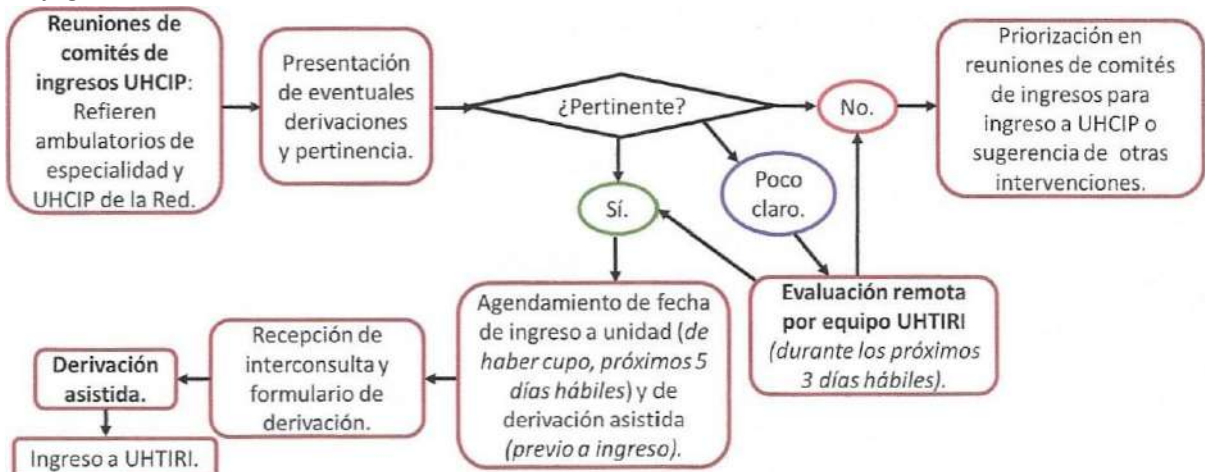 Reuniones de
comités de
ingresos UHCIP:
Refieren
ambulatorios de
especialidad y
UHCIP de la Red.
Presentación
de eventuales
derivaciones
y pertinencia.
¿Pertinente?
No.
Priorización en
reuniones de comités
de ingresos para
ingreso a UHCIP o
sugerencia de otras
intervenciones.
Sí.
Poco
claro.
Evaluación remota
por equipo UHTIRI
(durante los próximos
3 días hábiles).
Agendamiento de fecha
de ingreso a unidad (de
haber cupo, próximos 5
días hábiles) y de
derivación asistida
(previo a ingreso).
Recepción de
interconsulta y
formulario de
derivación.
Derivación
asistida.
Ingreso a UHTIRI.